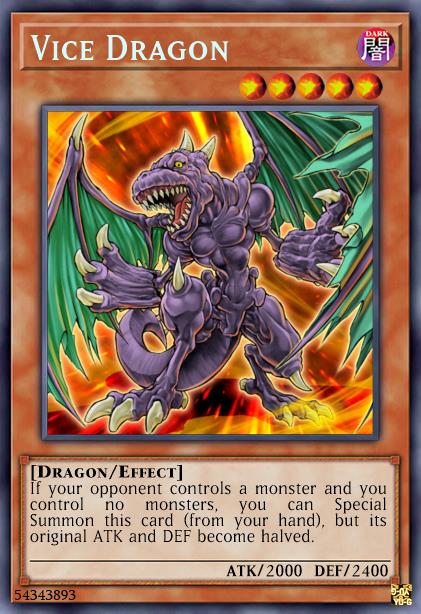 Vice Dragon
DARK
闇
[Dragon/Effect]
If your opponent controls a monster and you
control no monsters, you can Special
Summon this card (from your hand), but its
original ATK and DEF become halved.
ATK/2000 DEF/2400
54343893